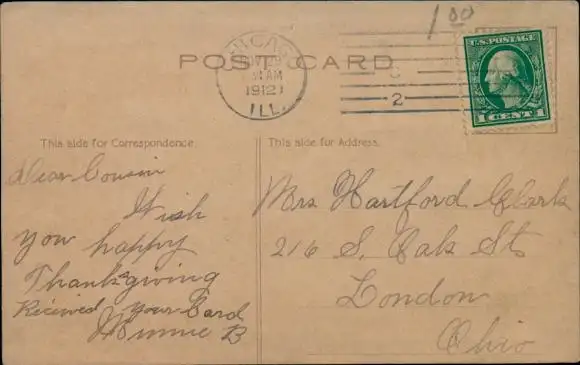 1 00
U.S. POSTAGE
CHICAGO
POST CARD
AM
1912
ILL.
2
1 CENT 1
This side for Correspondence.
This side for Address.
Dear Cousin
Wish
you happy
Thanksgiving
Received your Card
Minnie B
Mrs Hartford Clark
216 S. Oak St
London
Ohio